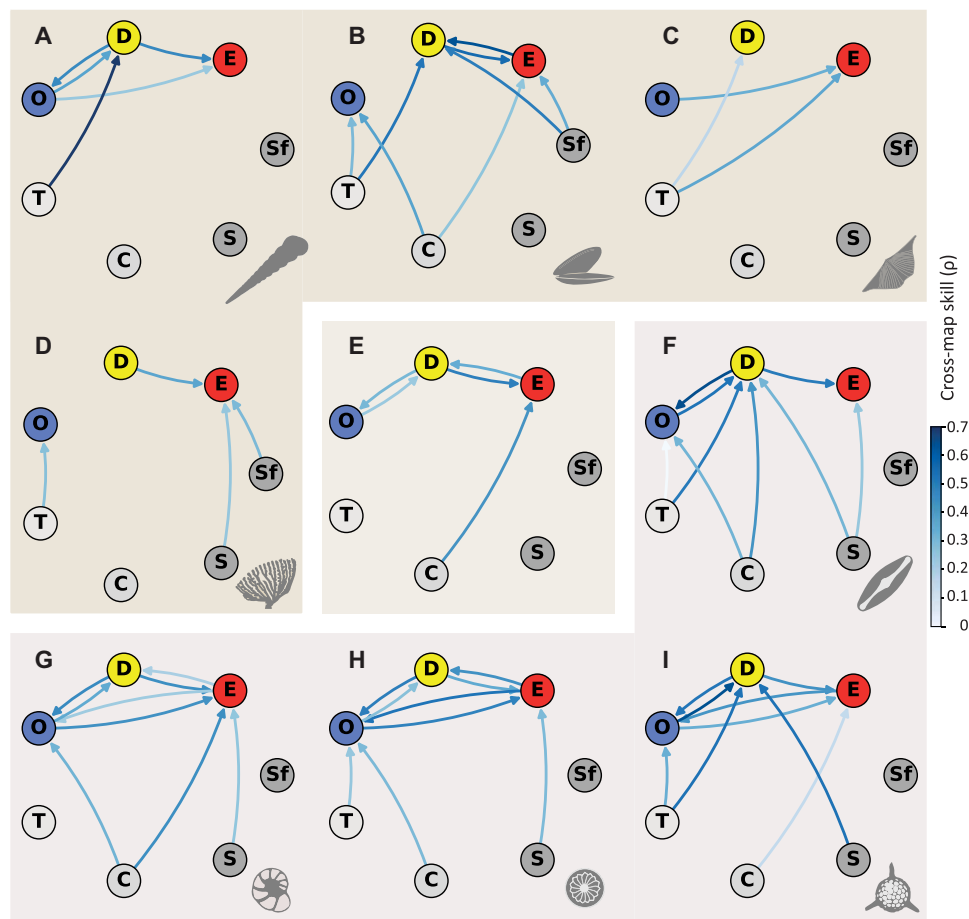 A
D
E
O
Sf
T
S
C
B
D
E
O
Sf
T
S
C
C
D
E
O
Sf
T
S
C
D
D
E
O
Sf
T
S
C
E
D
E
O
Sf
T
S
C
F
D
E
O
Sf
T
S
C
G
D
E
O
Sf
T
S
C
H
D
E
O
Sf
T
S
C
I
D
E
O
Sf
T
S
C
Cross-map skill (ρ)
0.7
0.6
0.5
0.4
0.3
0.2
0.1
0